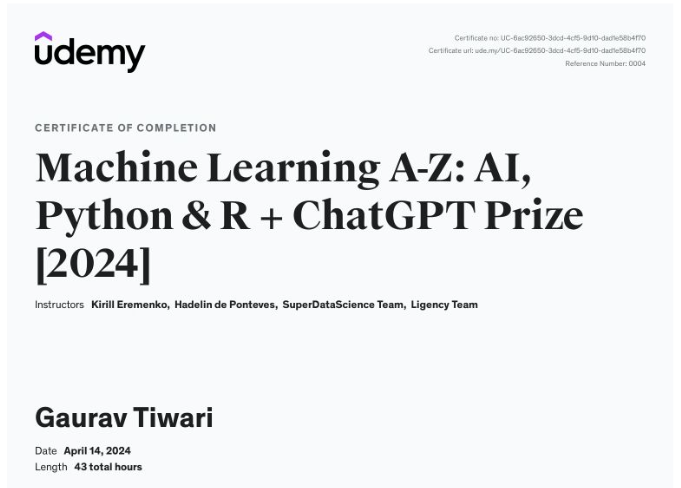 udemy
Certificate no: UC-6ac92650-3dcd-4cf5-9d10-dad1e58b4f70
Certificate url: ude.my/UC-6ac92650-3dcd-4cf5-9d10-dad1e58b4f70
Reference Number: 0004
CERTIFICATE OF COMPLETION
Machine Learning A-Z: AI,
Python & R + ChatGPT Prize
[2024]
Instructors Kirill Eremenko, Hadelin de Ponteves, SuperDataScience Team, Ligency Team
Gaurav Tiwari
Date April 14, 2024
Length 43 total hours